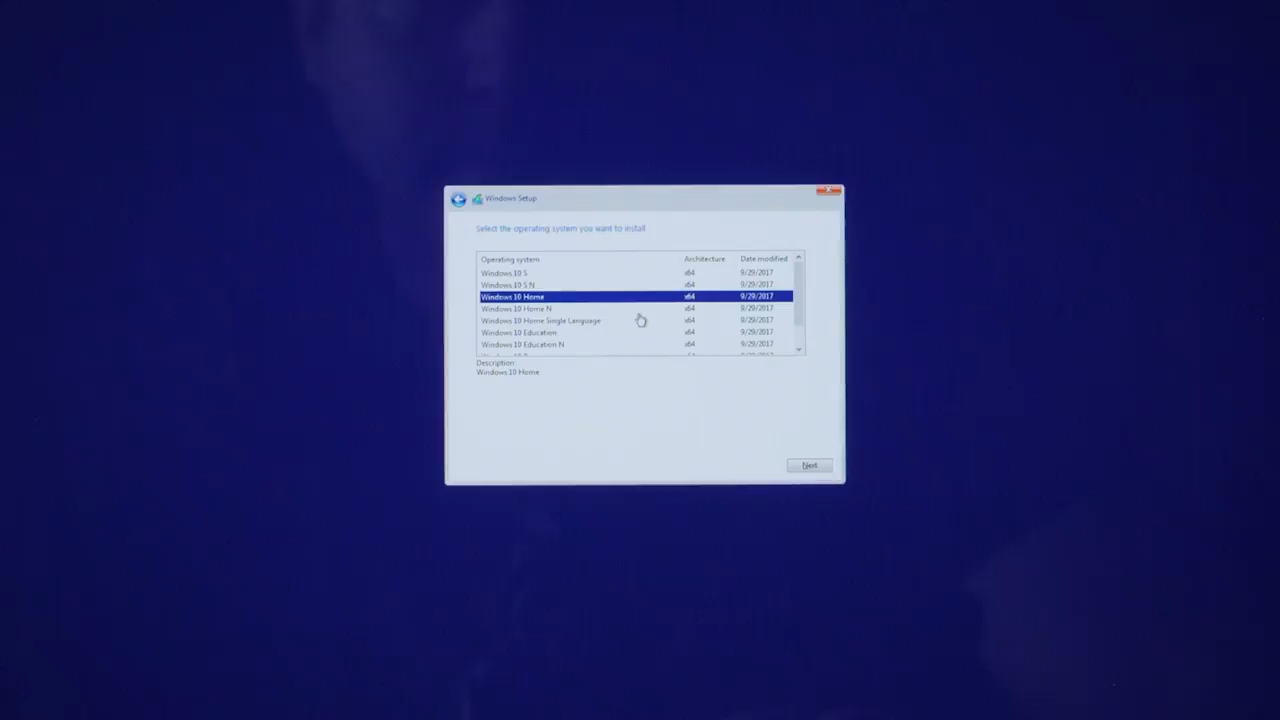 Windows Setup
Select the operating system you want to install
Operating system Architecture Date modified
Windows 10 S x64 9/29/2017
Windows 10 S N x64 9/29/2017
Windows 10 Home x64 9/29/2017
Windows 10 Home N x64 9/29/2017
Windows 10 Home Single Language x64 9/29/2017
Windows 10 Education x64 9/29/2017
Windows 10 Education N x64 9/29/2017
Description:
Windows 10 Home
Next